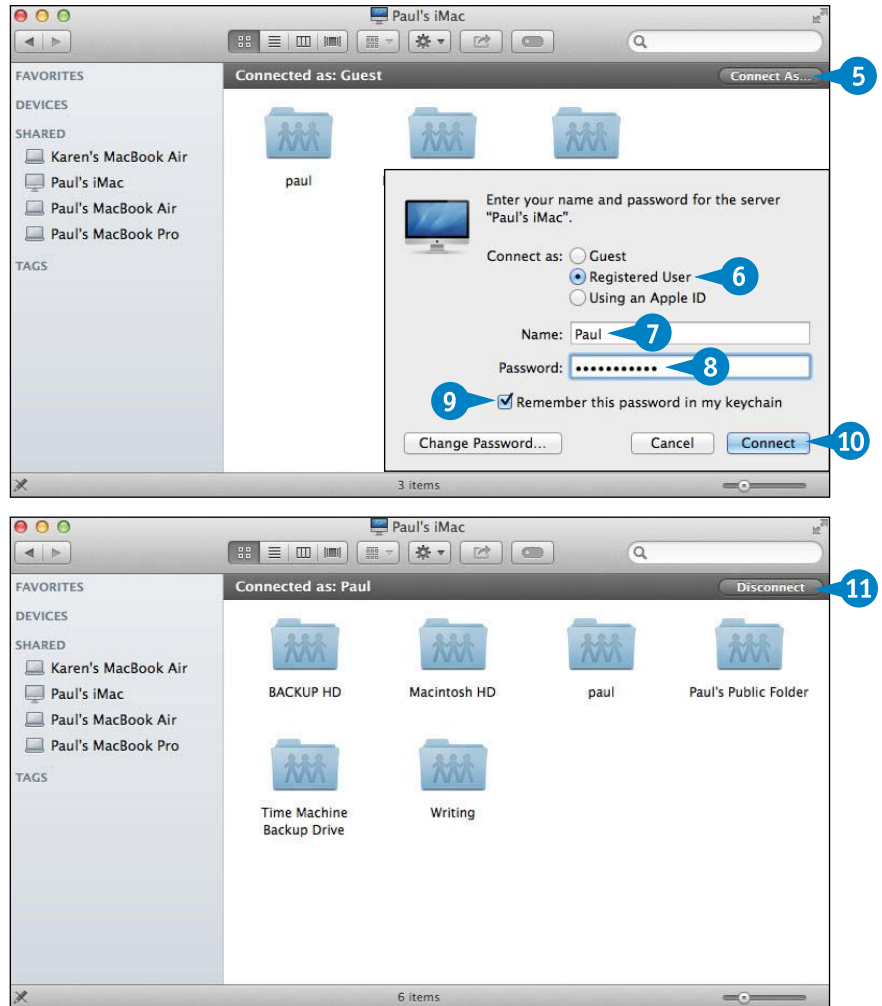 Paul's iMac
FAVORITES
DEVICES
SHARED
Karen's MacBook Air
Paul's iMac
Paul's MacBook Air
Paul's MacBook Pro
TAGS
Connected as: Guest
Connect As...
5
paul
Enter your name and password for the server
"Paul's iMac".
Connect as:
Guest
Registered User
6
Using an Apple ID
Name: Paul
7
Password:
8
9
Remember this password in my keychain
Change Password...
Cancel
Connect
10
3 items
Paul's iMac
FAVORITES
DEVICES
SHARED
Karen's MacBook Air
Paul's iMac
Paul's MacBook Air
Paul's MacBook Pro
TAGS
Connected as: Paul
Disconnect
11
BACKUP HD
Macintosh HD
paul
Paul's Public Folder
Time Machine
Backup Drive
Writing
6 items